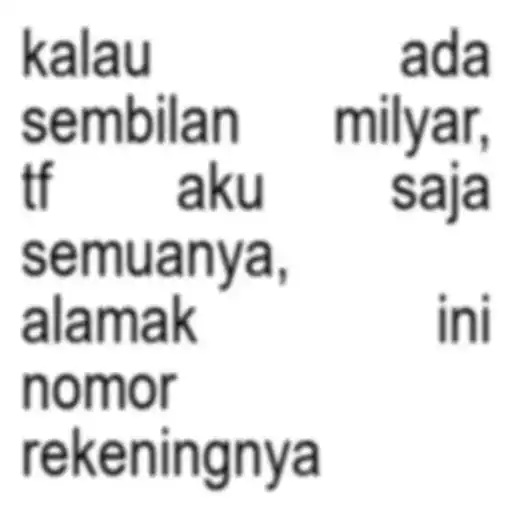 kalau ada
sembilan milyar,
tf aku saja
semuanya,
alamak ini
nomor
rekeningnya